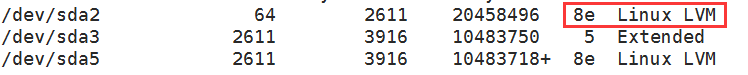 /dev/sda2 64 2611 20458496 8e Linux LVM
/dev/sda3 2611 3916 10483750 5 Extended
/dev/sda5 2611 3916 10483718+ 8e Linux LVM